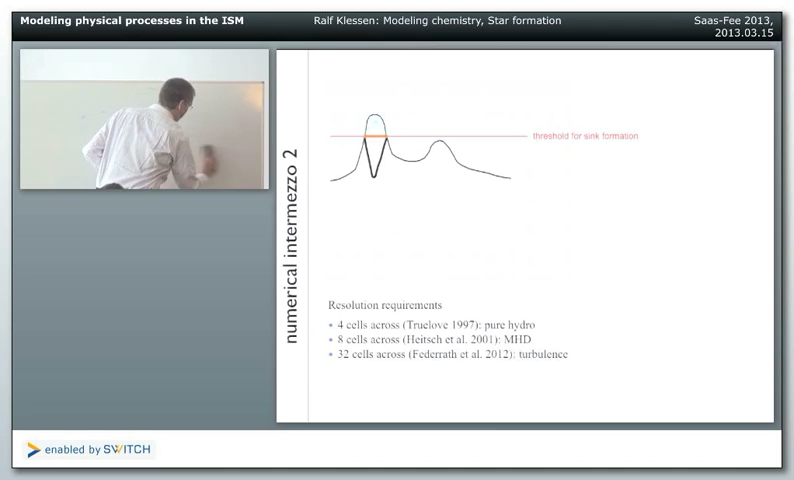 Modeling physical processes in the ISM
Ralf Klessen: Modeling chemistry, Star formation
Saas-Fee 2013,
2013.03.15
numerical intermezzo 2
threshold for sink formation
Resolution requirements
• 4 cells across (Truelove 1997): pure hydro
• 8 cells across (Heitsch et al. 2001): MHD
• 32 cells across (Federrath et al. 2012): turbulence
enabled by SWITCH